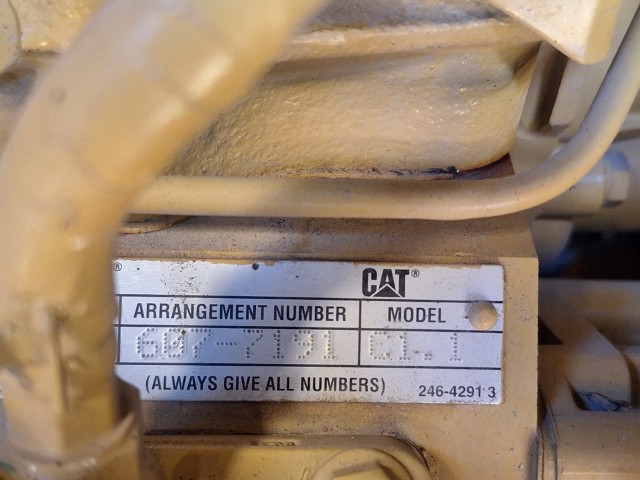 CAT®
ARRANGEMENT NUMBER MODEL
607-7191 C1.1
(ALWAYS GIVE ALL NUMBERS) 246-4291 3